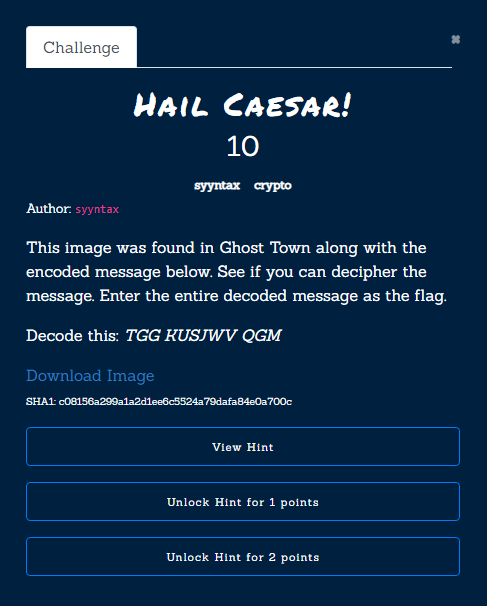 Challenge
✖
Hail Caesar!
10
syyntax crypto
Author: syyntax
This image was found in Ghost Town along with the
encoded message below. See if you can decipher the
message. Enter the entire decoded message as the flag.
Decode this: TGG KUSJWV QGM
Download Image
SHA1: c08156a299a1a2d1ee6c5524a79dafa84e0a700c
View Hint
Unlock Hint for 1 points
Unlock Hint for 2 points